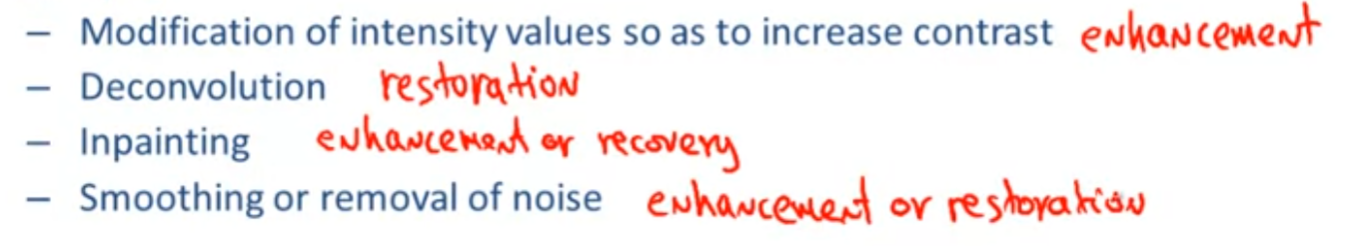 – Modification of intensity values so as to increase contrast enhancement
– Deconvolution restoration
– Inpainting enhancement or recovery
– Smoothing or removal of noise enhancement or restoration